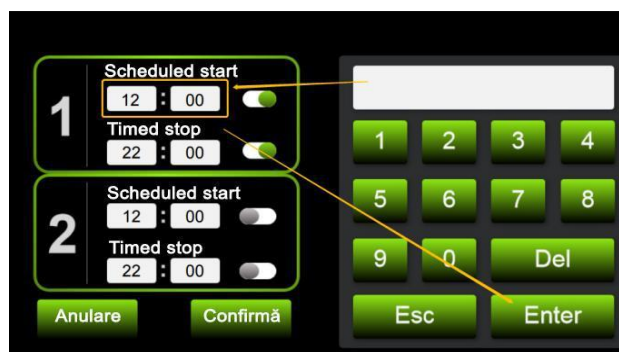 1
Scheduled start
12 : 00
Timed stop
22 : 00
2
Scheduled start
12 : 00
Timed stop
22 : 00
Anulare Confirmă
1 2 3 4
5 6 7 8
9 0 Del
Esc Enter